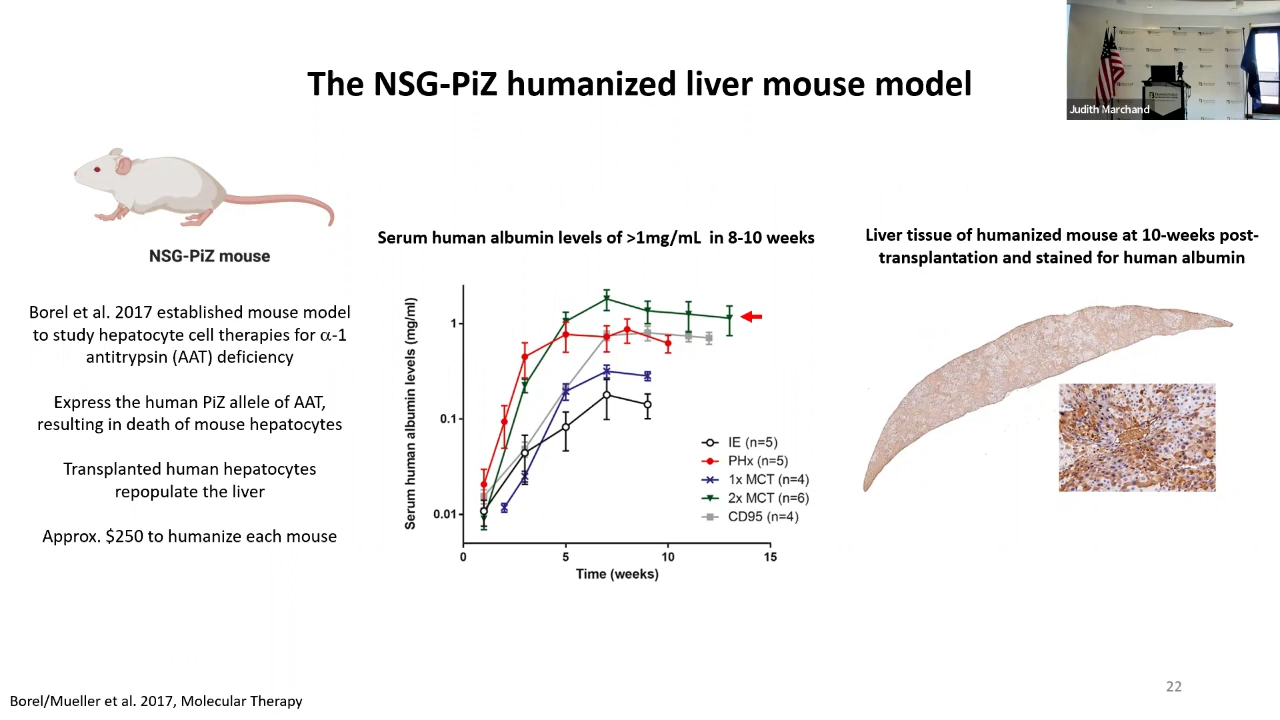 The NSG-PiZ humanized liver mouse model
Judith Marchand
NSG-PiZ mouse
Borel et al. 2017 established mouse model
to study hepatocyte cell therapies for α-1
antitrypsin (AAT) deficiency
Express the human PiZ allele of AAT,
resulting in death of mouse hepatocytes
Transplanted human hepatocytes
repopulate the liver
Approx. $250 to humanize each mouse
Serum human albumin levels of >1mg/mL in 8-10 weeks
Serum human albumin levels (mg/ml)
1
0.1
0.01
0
5
10
15
Time (weeks)
IE (n=5)
PHx (n=5)
1x MCT (n=4)
2x MCT (n=6)
CD95 (n=4)
Liver tissue of humanized mouse at 10-weeks post-
transplantation and stained for human albumin
Borel/Mueller et al. 2017, Molecular Therapy
22